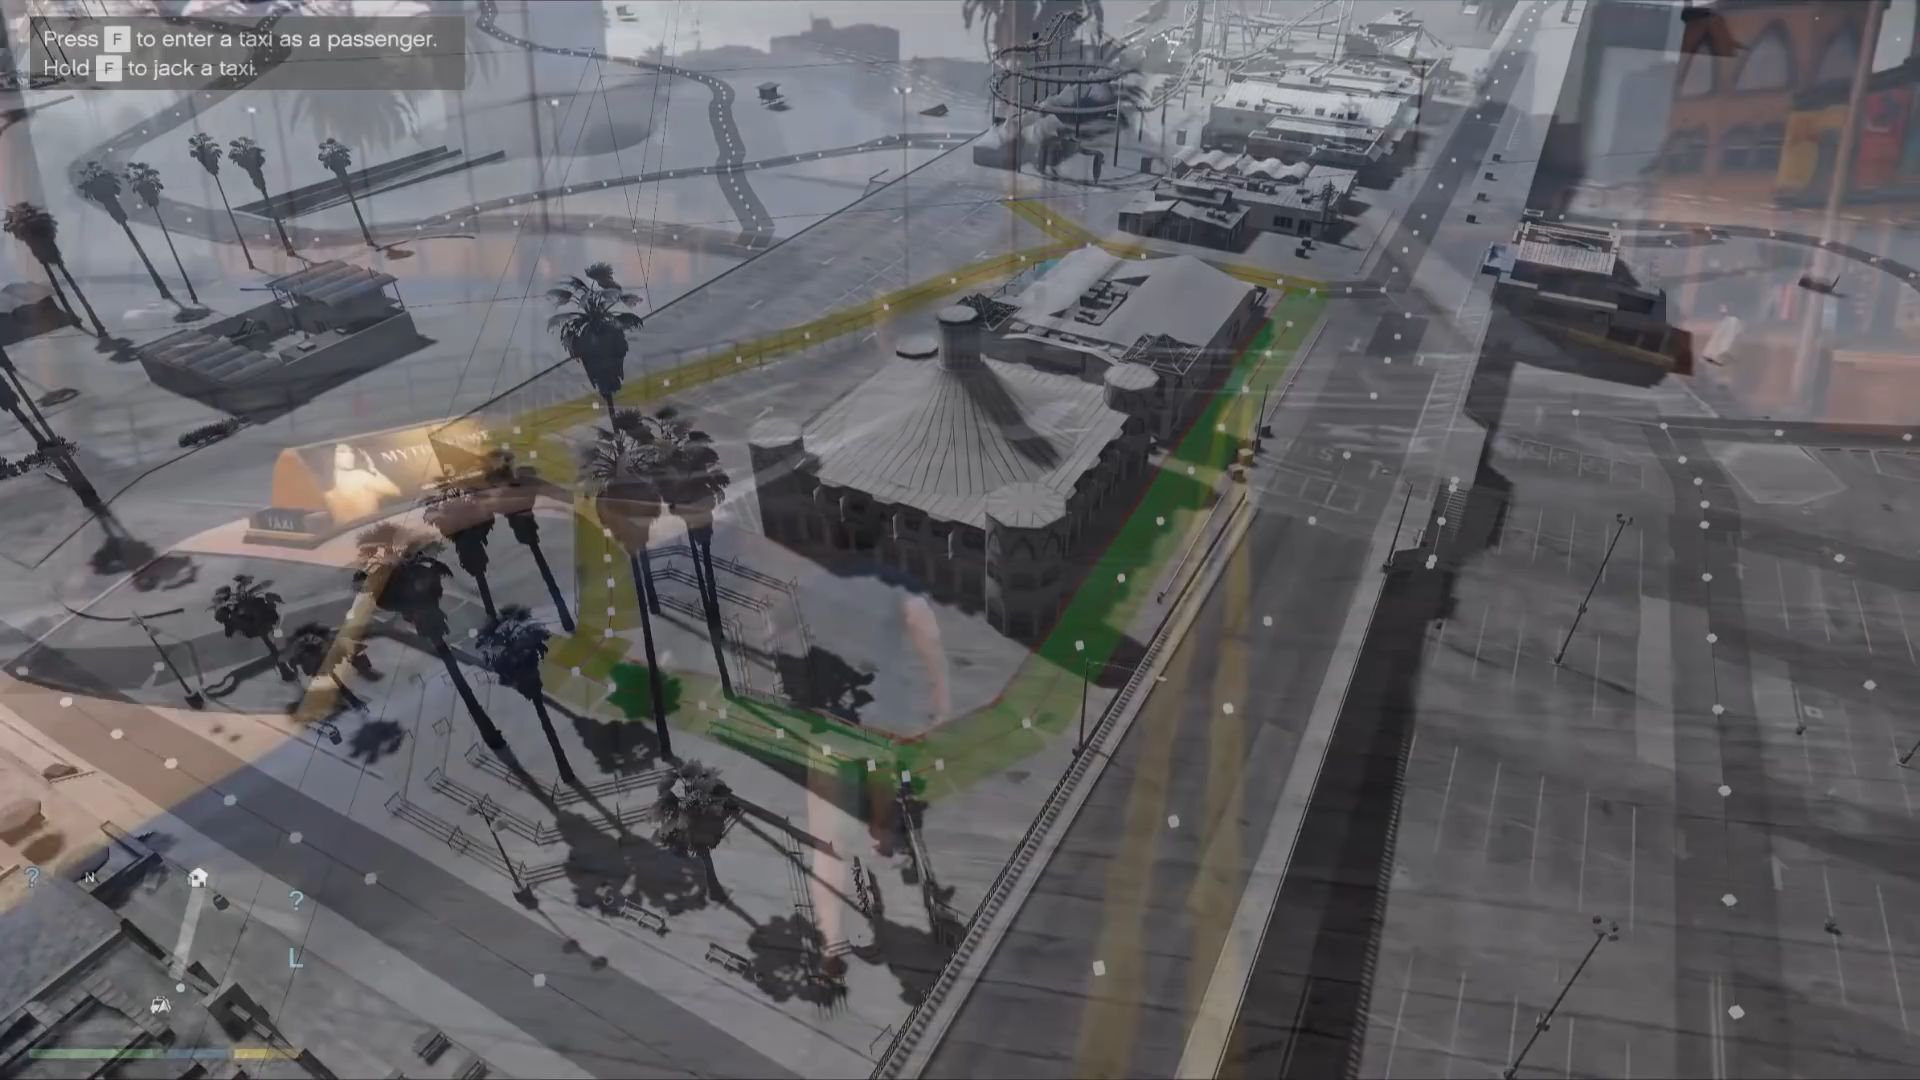 Press F to enter a taxi as a passenger.
Hold F to jack a taxi.
TAXI
N
?
?
L